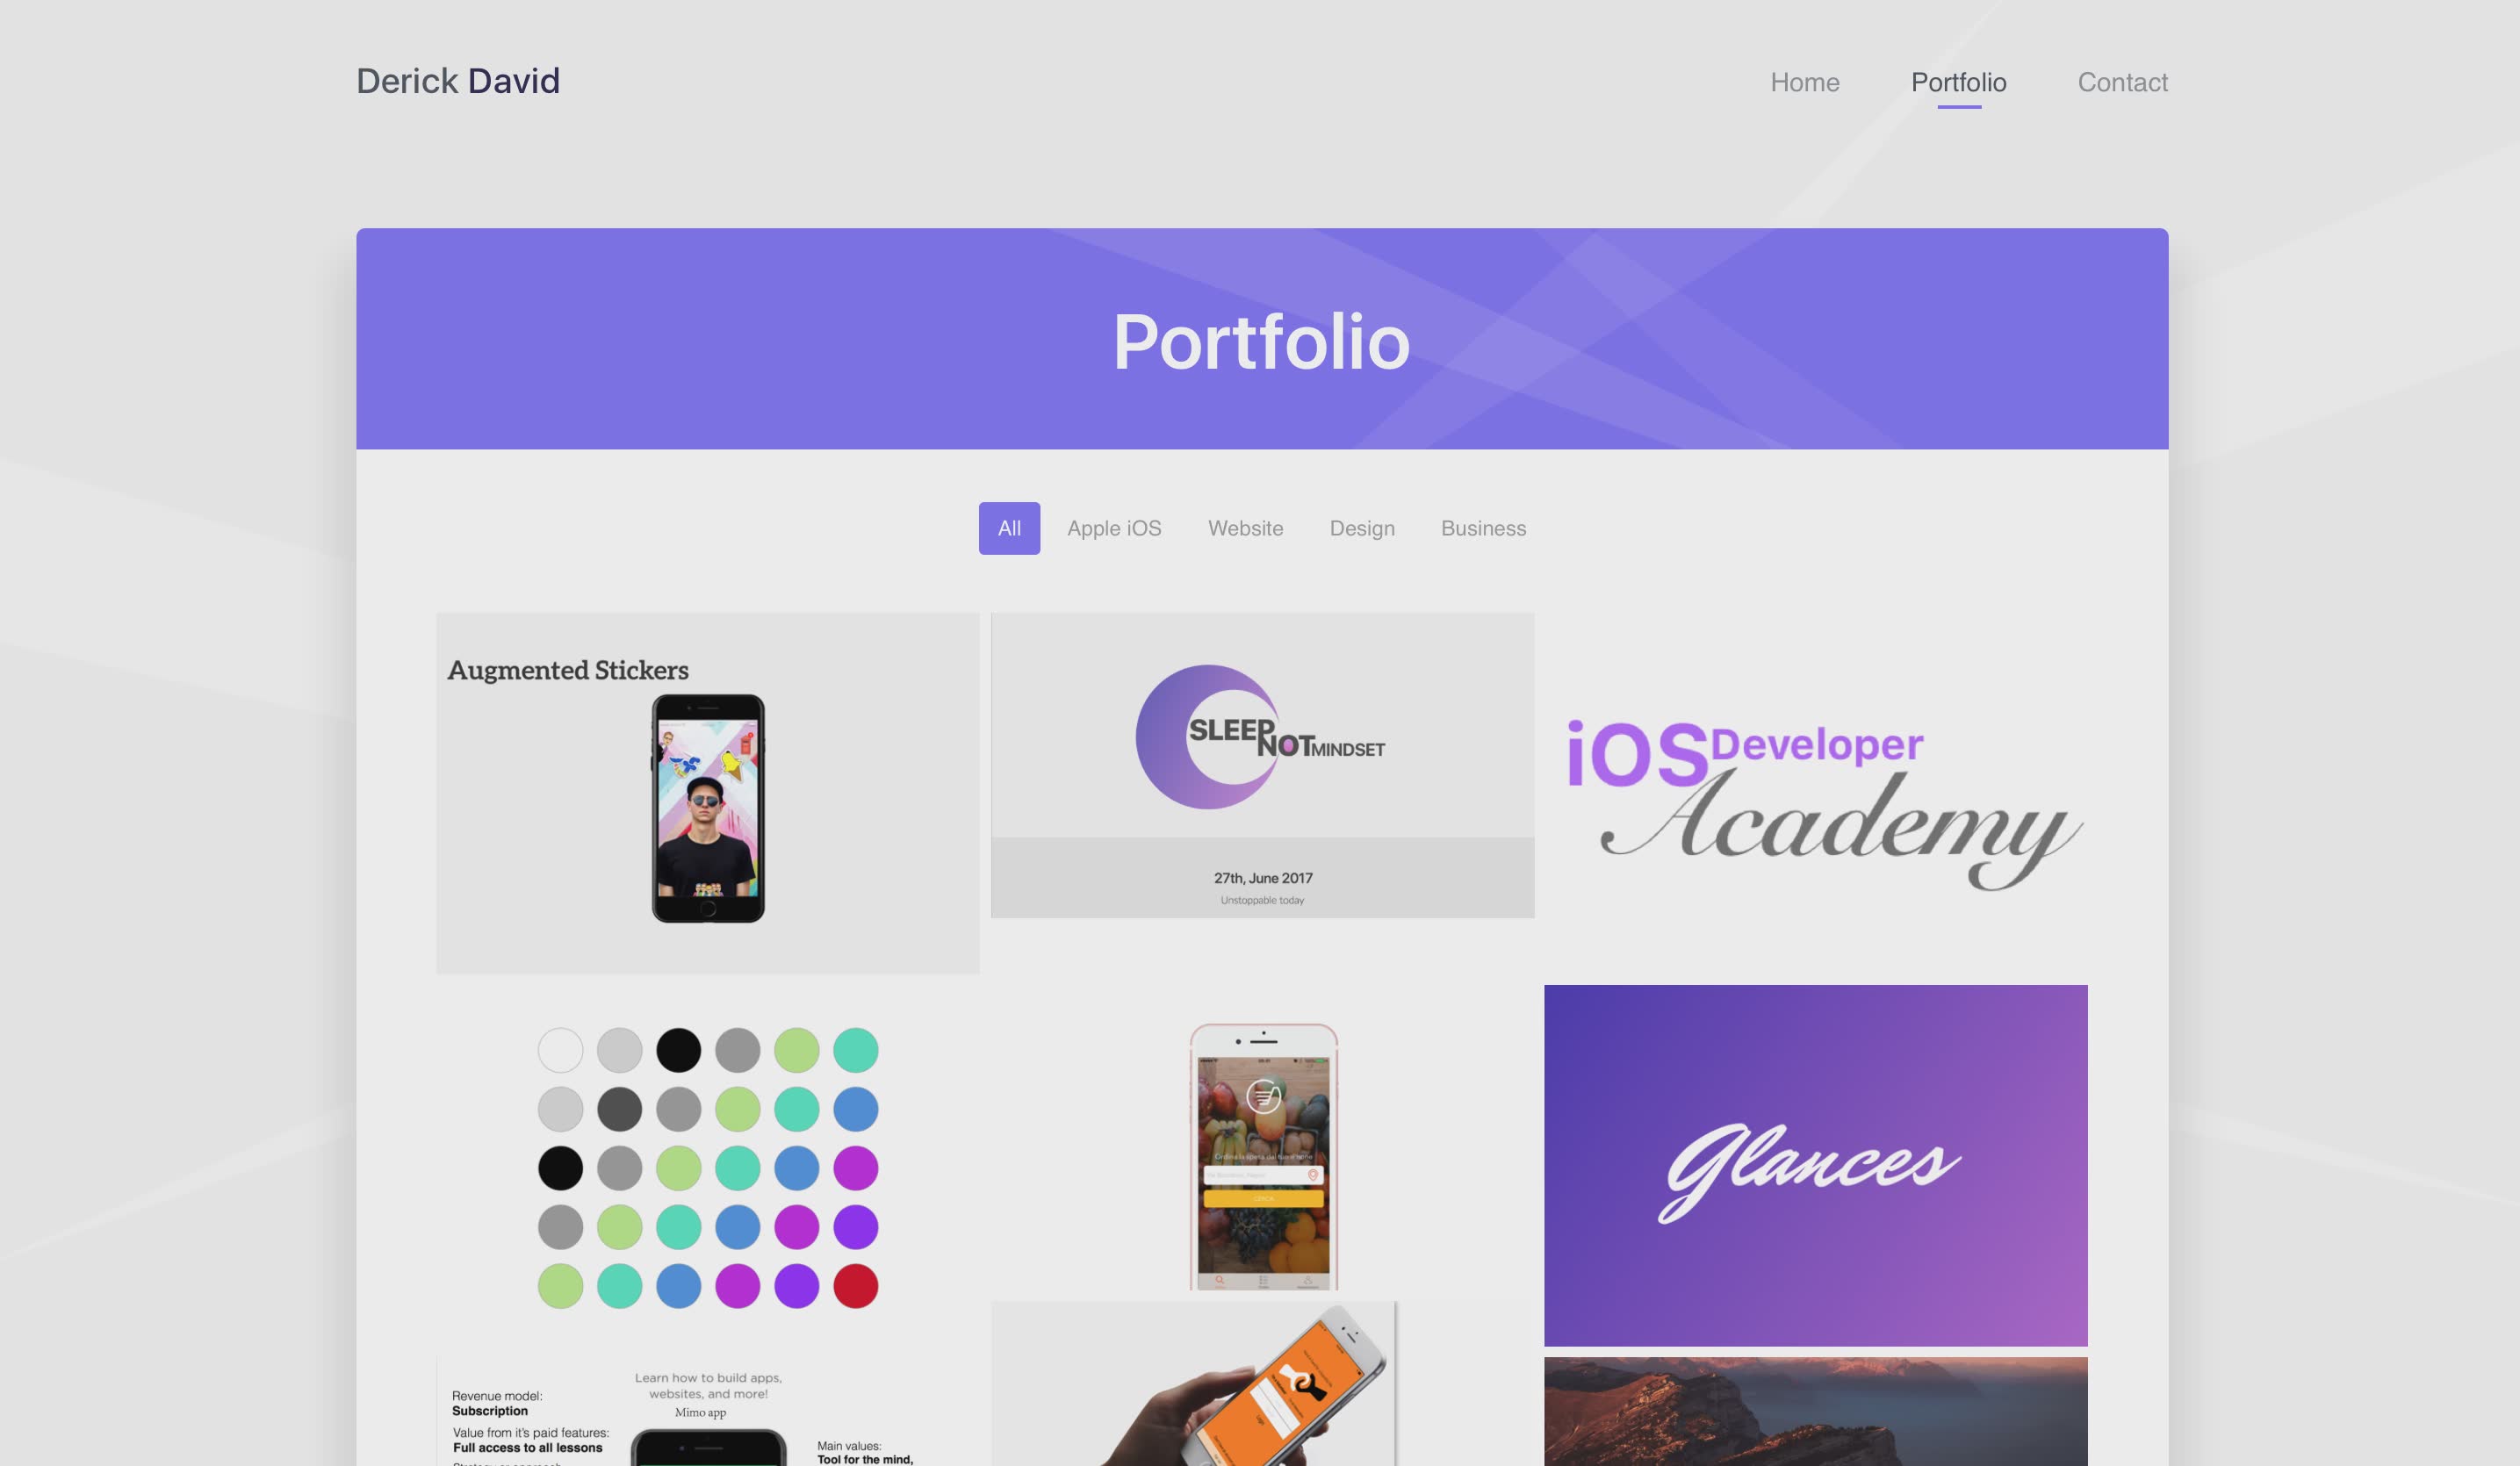 Derick David
Home Portfolio Contact
Portfolio
All Apple iOS Website Design Business
Augmented Stickers
SLEEP
NOT MINDSET
27th, June 2017
Unstoppable today
iOS Developer
Academy
Glances
CERCA
Learn how to build apps,
websites, and more!
Mimo app
Revenue model:
Subscription
Value from it's paid features:
Full access to all lessons
Main values:
Tool for the mind,
Login